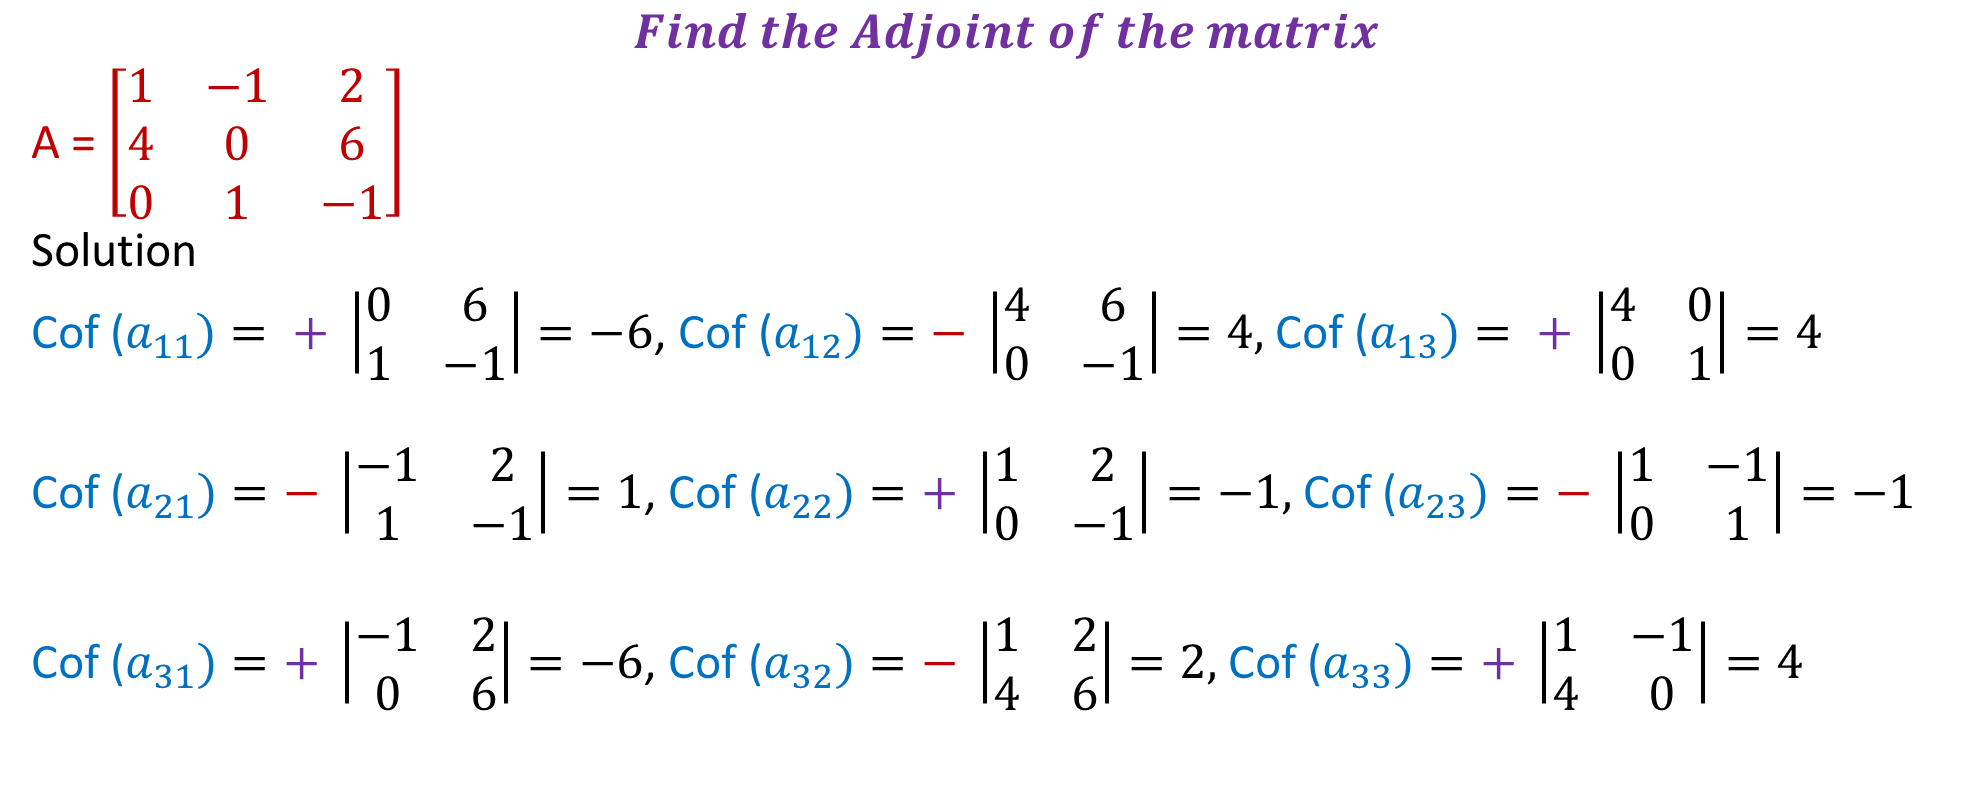 Find the Adjoint of the matrix
A = [1 −1 2
4 0 6
0 1 −1]
Solution
Cof (a₁₁) = + |0 6; 1 −1| = −6, Cof (a₁₂) = − |4 6; 0 −1| = 4, Cof (a₁₃) = + |4 0; 0 1| = 4
Cof (a₂₁) = − |−1 2; 1 −1| = 1, Cof (a₂₂) = + |1 2; 0 −1| = −1, Cof (a₂₃) = − |1 −1; 0 1| = −1
Cof (a₃₁) = + |−1 2; 0 6| = −6, Cof (a₃₂) = − |1 2; 4 6| = 2, Cof (a₃₃) = + |1 −1; 4 0| = 4